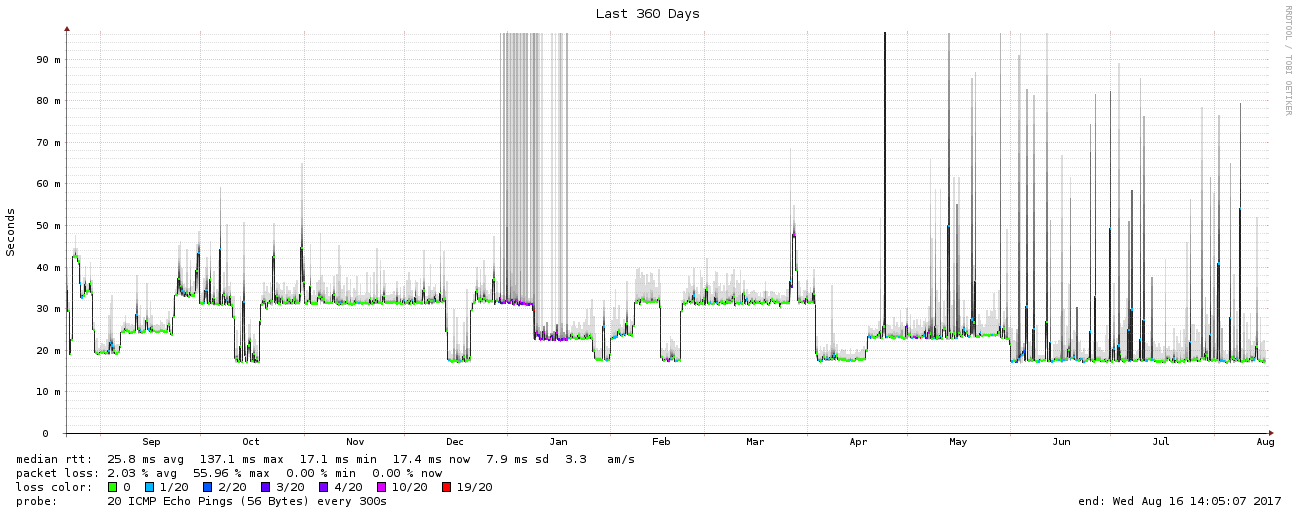 Last 360 Days
RRDTOOL / TOBI OETIKER
Seconds
90 m
80 m
70 m
60 m
50 m
40 m
30 m
20 m
10 m
0
Sep Oct Nov Dec Jan Feb Mar Apr May Jun Jul Aug
median rtt: 25.8 ms avg 137.1 ms max 17.1 ms min 17.4 ms now 7.9 ms sd 3.3 am/s
packet loss: 2.03 % avg 55.96 % max 0.00 % min 0.00 % now
loss color: 0 1/20 2/20 3/20 4/20 10/20 19/20
probe: 20 ICMP Echo Pings (56 Bytes) every 300s
end: Wed Aug 16 14:05:07 2017